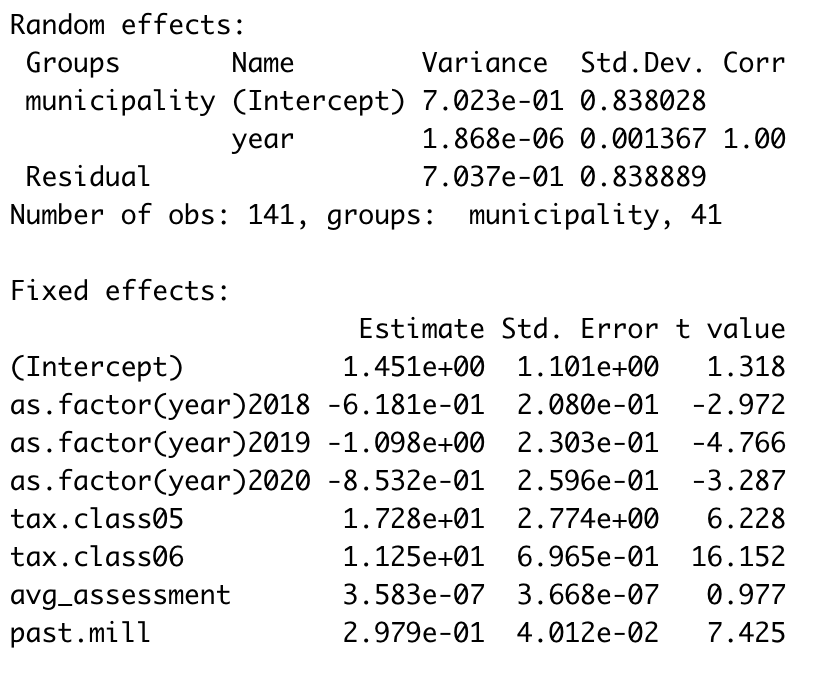 Random effects:
 Groups       Name        Variance  Std.Dev. Corr
 municipality (Intercept) 7.023e-01 0.838028
              year        1.868e-06 0.001367 1.00
 Residual                 7.037e-01 0.838889
Number of obs: 141, groups:  municipality, 41

Fixed effects:
                      Estimate Std. Error t value
(Intercept)          1.451e+00  1.101e+00   1.318
as.factor(year)2018 -6.181e-01  2.080e-01  -2.972
as.factor(year)2019 -1.098e+00  2.303e-01  -4.766
as.factor(year)2020 -8.532e-01  2.596e-01  -3.287
tax.class05          1.728e+01  2.774e+00   6.228
tax.class06          1.125e+01  6.965e-01  16.152
avg_assessment       3.583e-07  3.668e-07   0.977
past.mill            2.979e-01  4.012e-02   7.425